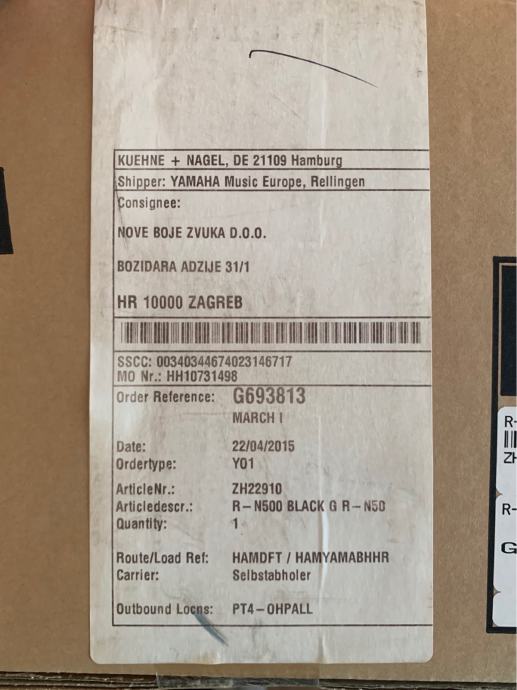 KUEHNE + NAGEL, DE 21109 Hamburg
Shipper: YAMAHA Music Europe, Rellingen
Consignee:
NOVE BOJE ZVUKA D.O.O.
BOZIDARA ADZIJE 31/1
HR 10000 ZAGREB
SSCC: 00340344674023146717
MO Nr.: HH10731498
Order Reference: G693813
MARCH I
Date: 22/04/2015
Ordertype: Y01
ArticleNr.: ZH22910
Articledescr.: R-N500 BLACK G R-N50
Quantity: 1
Route/Load Ref: HAMDFT / HAMYAMABHHR
Carrier: Selbstabholer
Outbound Locns: PT4-OHPALL
R-
ZH
R-
G